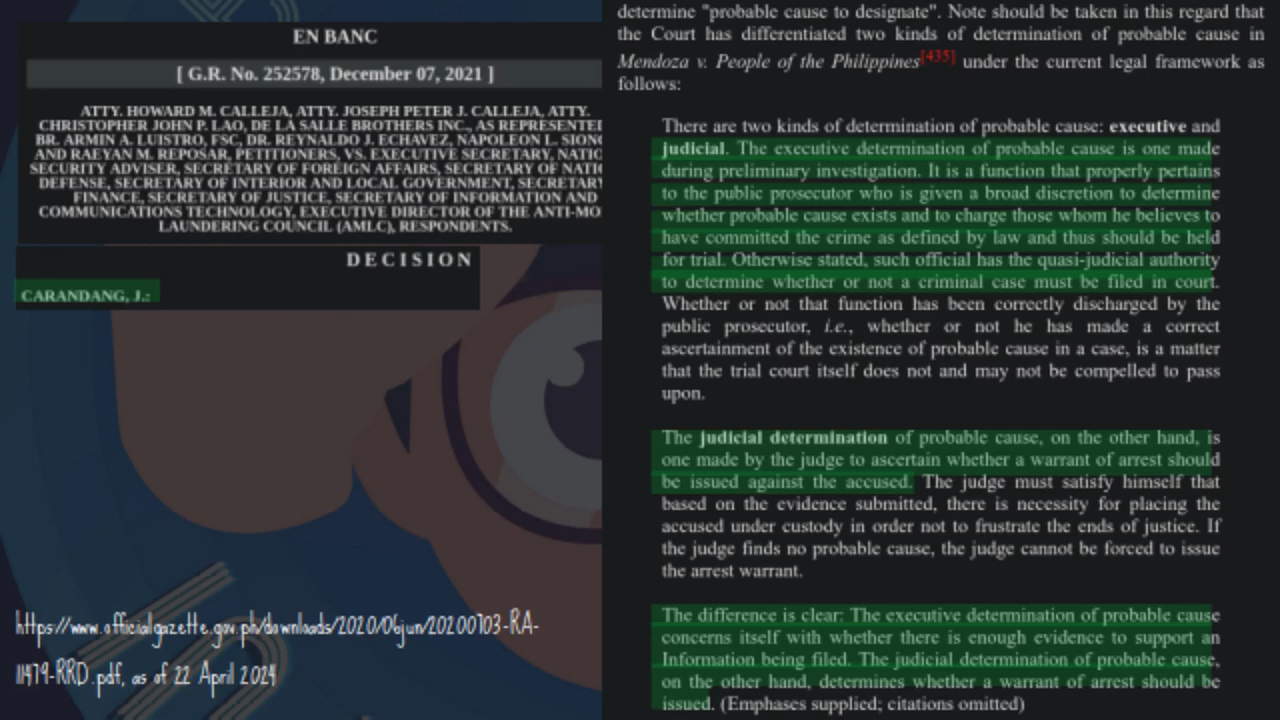 EN BANC
[ G.R. No. 252578, December 07, 2021 ]
ATTY. HOWARD M. CALLEJA, ATTY. JOSEPH PETER J. CALLEJA, ATTY.
CHRISTOPHER JOHN P. LAO, DE LA SALLE BROTHERS INC., AS REPRESENTED
BR. ARMIN A. LUISTRO, FSC, DR. REYNALDO J. ECHAVEZ, NAPOLEON L. SIONG
AND RAEYAN M. REPOSAR, PETITIONERS, VS. EXECUTIVE SECRETARY, NATIO
SECURITY ADVISER, SECRETARY OF FOREIGN AFFAIRS, SECRETARY OF NATIO
DEFENSE, SECRETARY OF INTERIOR AND LOCAL GOVERNMENT, SECRETARY
FINANCE, SECRETARY OF JUSTICE, SECRETARY OF INFORMATION AND
COMMUNICATIONS TECHNOLOGY, EXECUTIVE DIRECTOR OF THE ANTI-MO
LAUNDERING COUNCIL (AMLC), RESPONDENTS.
D E C I S I O N
CARANDANG, J.:
https://www.officialgazette.gov.ph/downloads/2020/06jun/20200703-RA-
11479-RRD.pdf, as of 22 April 2024
determine "probable cause to designate". Note should be taken in this regard that
the Court has differentiated two kinds of determination of probable cause in
Mendoza v. People of the Philippines[435] under the current legal framework as
follows:
There are two kinds of determination of probable cause: executive and
judicial. The executive determination of probable cause is one made
during preliminary investigation. It is a function that properly pertains
to the public prosecutor who is given a broad discretion to determine
whether probable cause exists and to charge those whom he believes to
have committed the crime as defined by law and thus should be held
for trial. Otherwise stated, such official has the quasi-judicial authority
to determine whether or not a criminal case must be filed in court.
Whether or not that function has been correctly discharged by the
public prosecutor, i.e., whether or not he has made a correct
ascertainment of the existence of probable cause in a case, is a matter
that the trial court itself does not and may not be compelled to pass
upon.
The judicial determination of probable cause, on the other hand, is
one made by the judge to ascertain whether a warrant of arrest should
be issued against the accused. The judge must satisfy himself that
based on the evidence submitted, there is necessity for placing the
accused under custody in order not to frustrate the ends of justice. If
the judge finds no probable cause, the judge cannot be forced to issue
the arrest warrant.
The difference is clear: The executive determination of probable cause
concerns itself with whether there is enough evidence to support an
Information being filed. The judicial determination of probable cause,
on the other hand, determines whether a warrant of arrest should be
issued. (Emphases supplied; citations omitted)